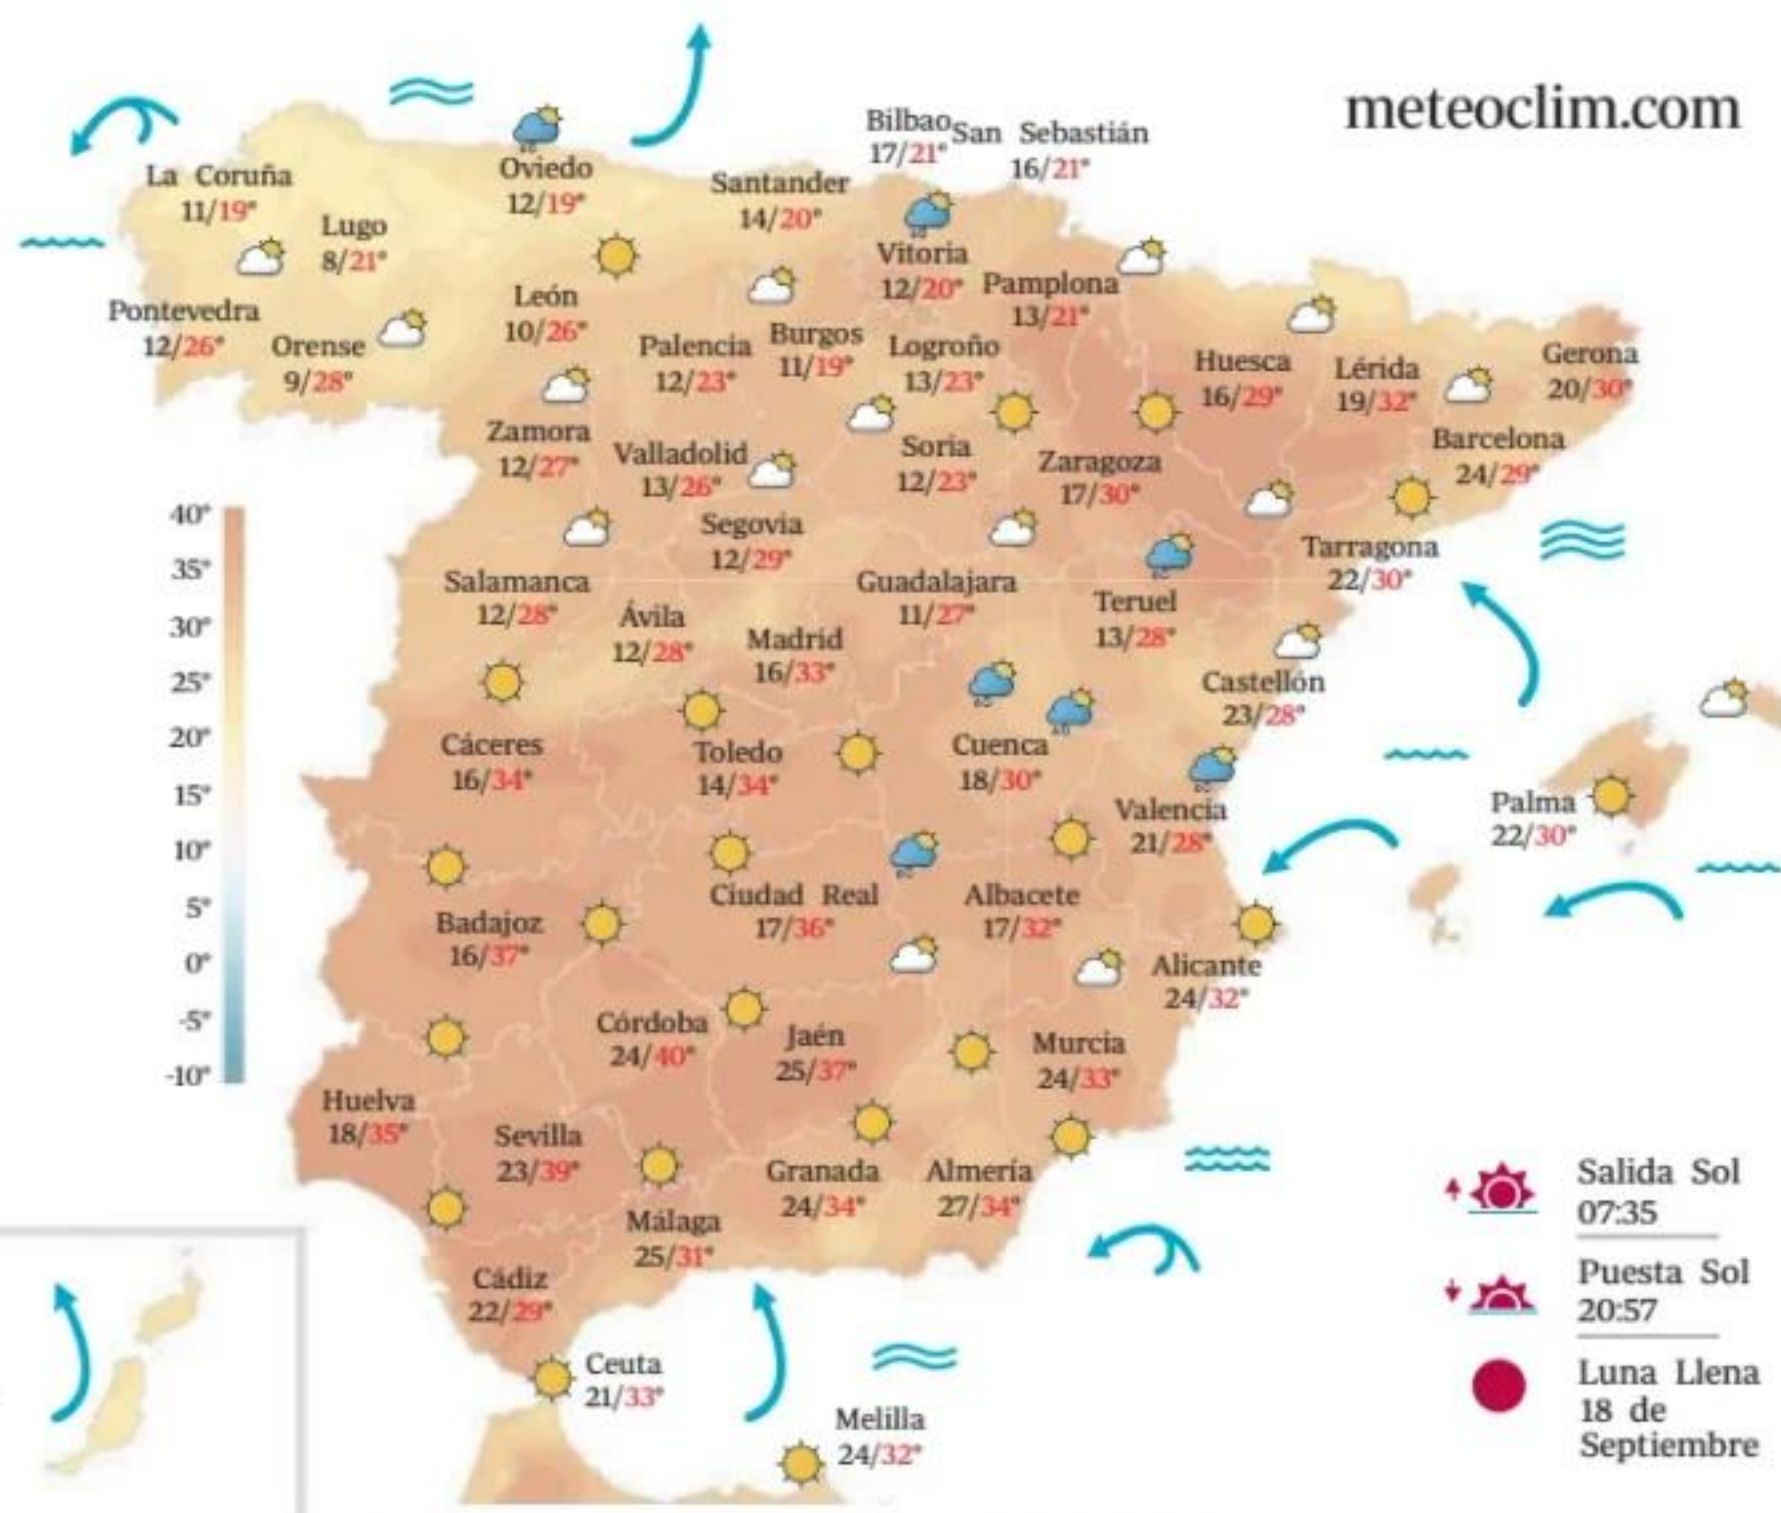 meteoclim.com
Bilbao
17/21°
San Sebastián
16/21°
La Coruña
11/19°
Oviedo
12/19°
Santander
14/20°
Lugo
8/21°
Vitoria
12/20°
Pamplona
13/21°
León
10/26°
Pontevedra
12/26°
Orense
9/28°
Palencia
12/23°
Burgos
11/19°
Logroño
13/23°
Huesca
16/29°
Lérida
19/32°
Gerona
20/30°
Zamora
12/27°
Valladolid
13/26°
Soria
12/23°
Zaragoza
17/30°
Barcelona
24/29°
Segovia
12/29°
Tarragona
22/30°
Salamanca
12/28°
Ávila
12/28°
Madrid
16/33°
Guadalajara
11/27°
Teruel
13/28°
Castellón
23/28°
Cáceres
16/34°
Toledo
14/34°
Cuenca
18/30°
Valencia
21/28°
Palma
22/30°
Badajoz
16/37°
Ciudad Real
17/36°
Albacete
17/32°
Alicante
24/32°
Córdoba
24/40°
Jaén
25/37°
Murcia
24/33°
Huelva
18/35°
Sevilla
23/39°
Granada
24/34°
Almería
27/34°
Málaga
25/31°
Cádiz
22/29°
Ceuta
21/33°
Melilla
24/32°
40°
35°
30°
25°
20°
15°
10°
5°
0°
-5°
-10°
Salida Sol
07:35
Puesta Sol
20:57
Luna Llena
18 de
Septiembre